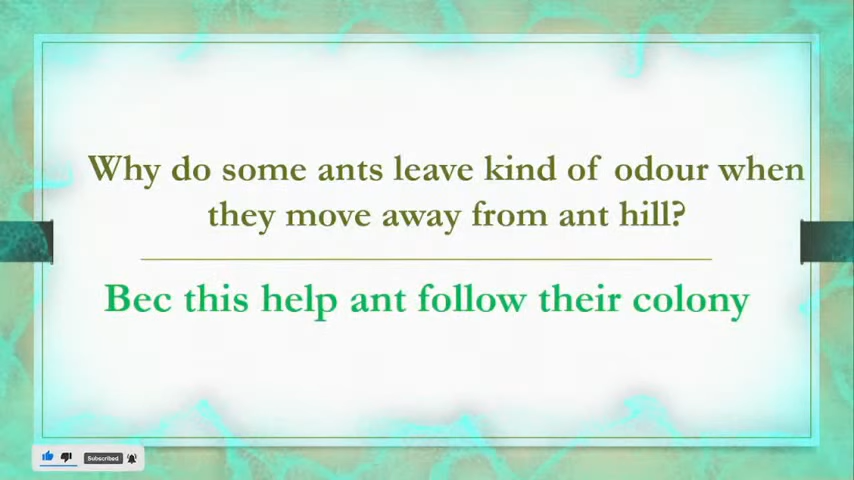 Why do some ants leave kind of odour when
they move away from ant hill?
Bec this help ant follow their colony
Subscribed